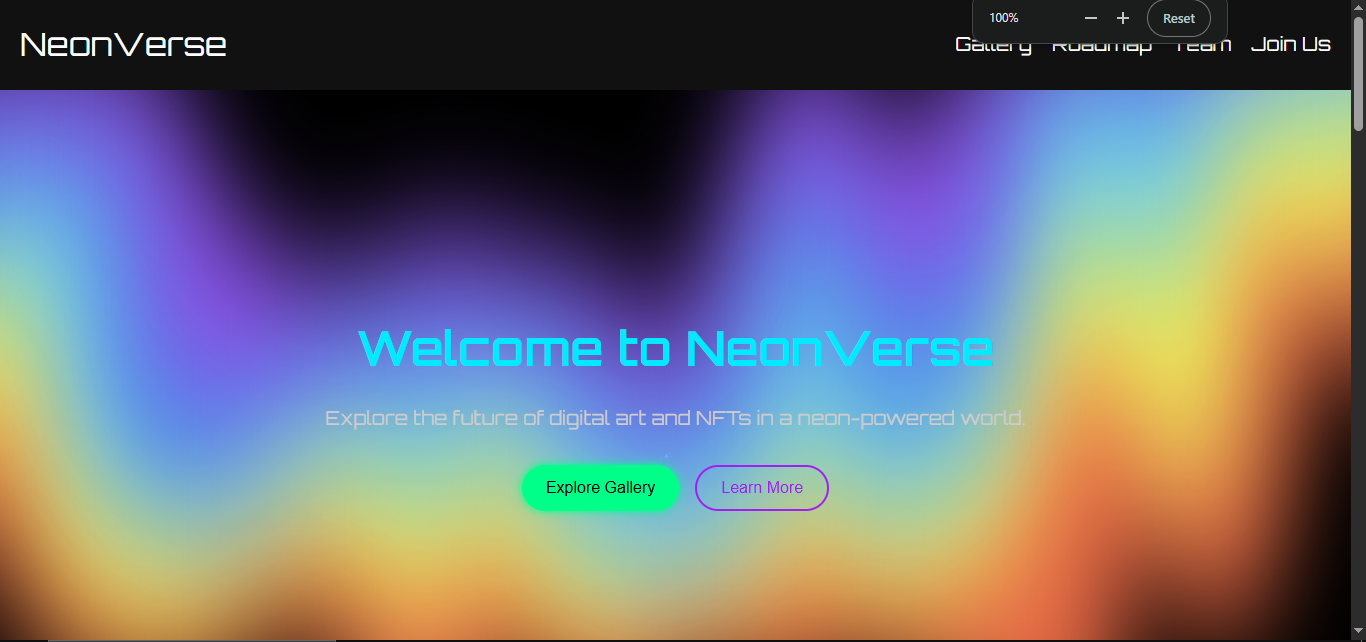 100%
Reset
NeonVerse
Gallery Roadmap Team Join Us
Welcome to NeonVerse
Explore the future of digital art and NFTs in a neon-powered world.
Explore Gallery
Learn More